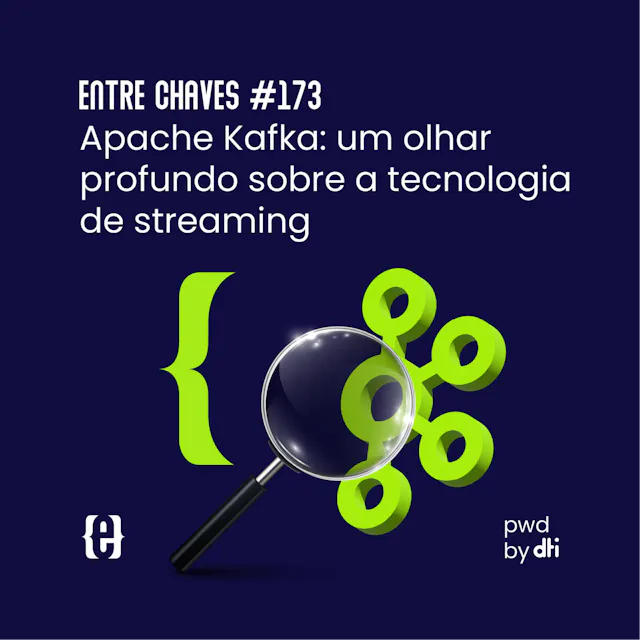 ENTRE CHAVES #173
Apache Kafka: um olhar
profundo sobre a tecnologia
de streaming
{
{e}
pwd
by dti